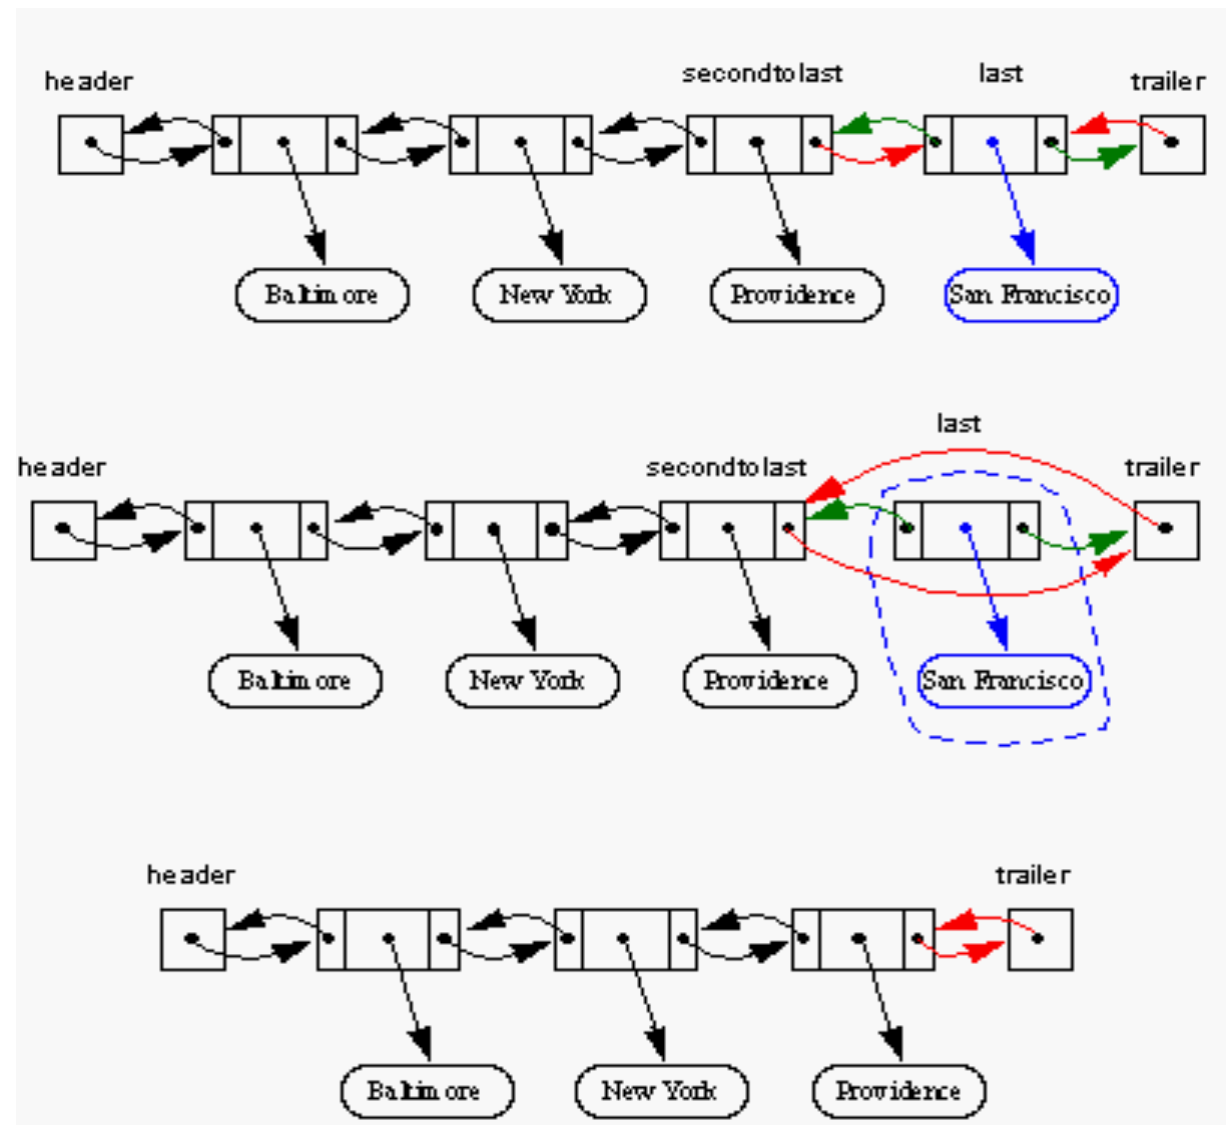 header
secondtolast
last
trailer
Baltimore
New York
Providence
San Francisco
last
header
secondtolast
trailer
Baltimore
New York
Providence
San Francisco
header
trailer
Baltimore
New York
Providence